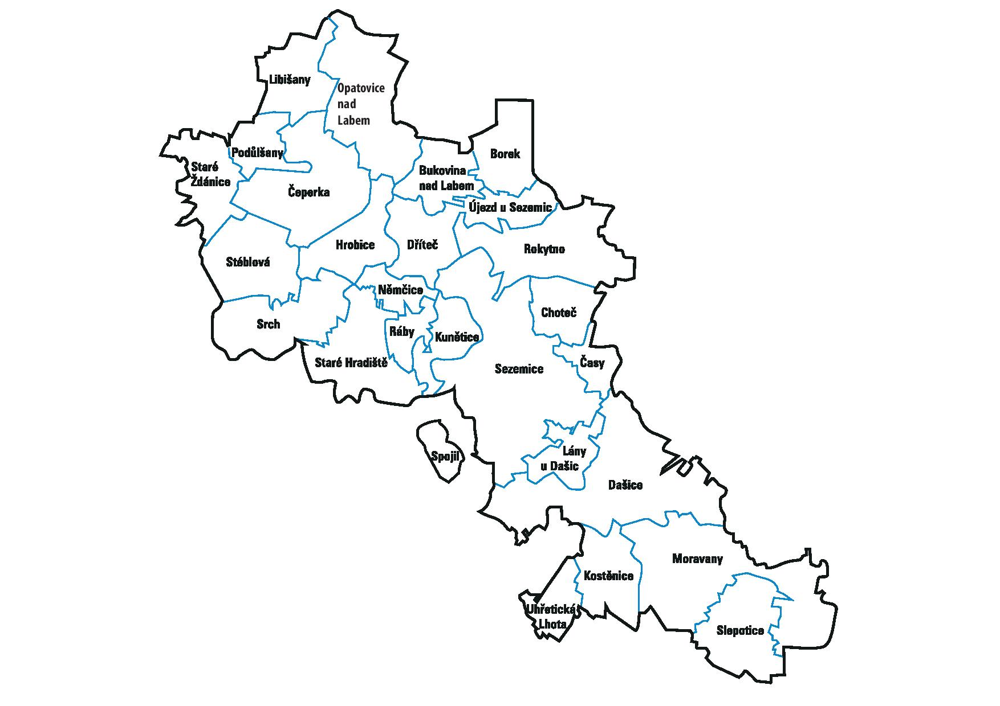 Libišany
Opatovice
nad
Labem
Podůlšany
Staré
Ždánice
Čeperka
Bukovina
nad Labem
Borek
Újezd u Sezemic
Hrobice
Dříteč
Rokytno
Stéblová
Němčice
Choteč
Srch
Ráby
Kunětice
Staré Hradiště
Sezemice
Časy
Spojil
Lány
u Dašic
Dašice
Moravany
Kostěnice
Uhřetická
Lhota
Slepotice